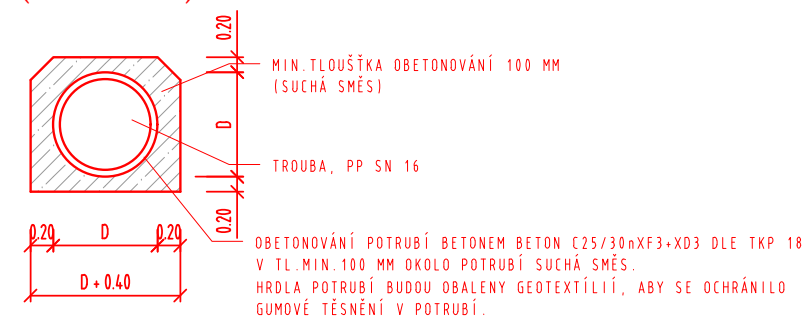 0.20
MIN.TLOUŠŤKA OBETONOVÁNÍ 100 MM
(SUCHÁ SMĚS)
D
TROUBA, PP SN 16
0.20
0.20 D 0.20
D + 0.40
OBETONOVÁNÍ POTRUBÍ BETONEM BETON C25/30nXF3+XD3 DLE TKP 18
V TL.MIN.100 MM OKOLO POTRUBÍ SUCHÁ SMĚS.
HRDLA POTRUBÍ BUDOU OBALENY GEOTEXTÍLIÍ, ABY SE OCHRÁNILO
GUMOVÉ TĚSNĚNÍ V POTRUBÍ.